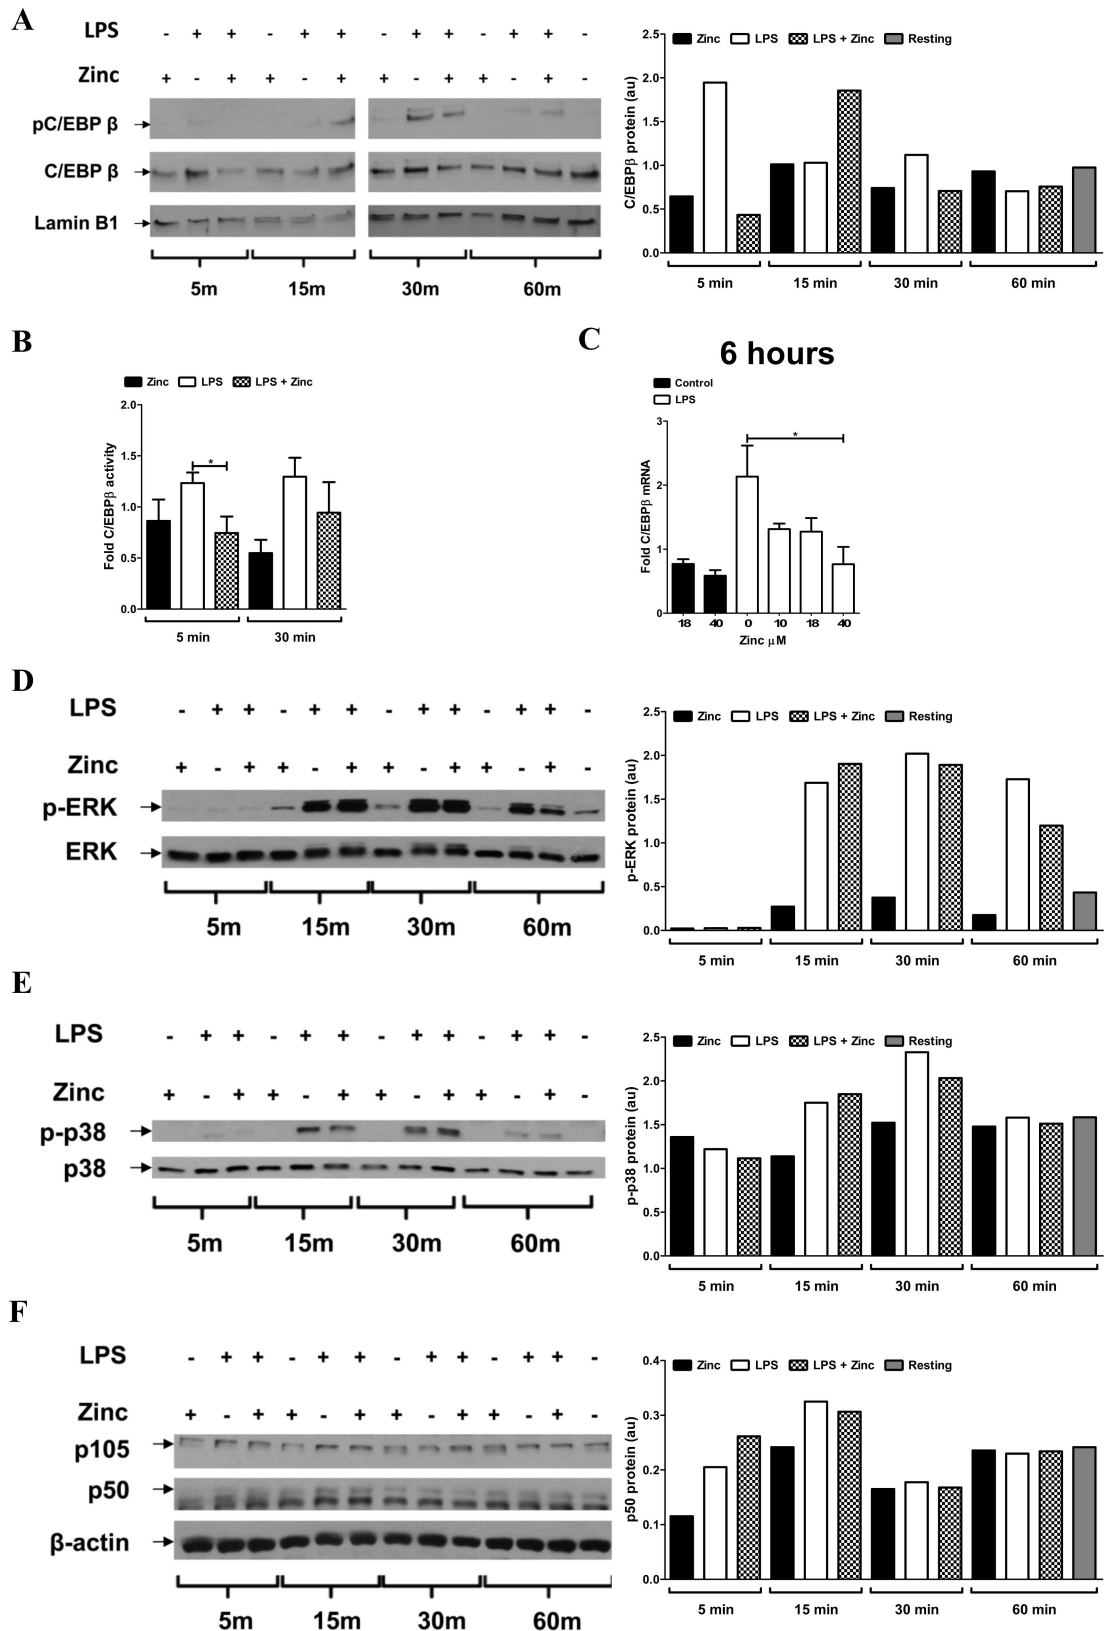 A
LPS - + + - + + - + + - + + -
Zinc + - + + - + + - + + - + -
pC/EBP β
C/EBP β
Lamin B1
5m 15m 30m 60m
Zinc LPS LPS + Zinc Resting
C/EBPβ protein (au)
2.5
2.0
1.5
1.0
0.5
0.0
5 min 15 min 30 min 60 min
B
Zinc LPS LPS + Zinc
Fold C/EBPβ activity
2.0
1.5
1.0
0.5
0.0
*
5 min 30 min
C
6 hours
Control
LPS
Fold C/EBPβ mRNA
3
2
1
0
*
18 40 0 10 18 40
Zinc μM
D
LPS - + + - + + - + + - + + -
Zinc + - + + - + + - + + - + -
p-ERK
ERK
5m 15m 30m 60m
Zinc LPS LPS + Zinc Resting
p-ERK protein (au)
2.5
2.0
1.5
1.0
0.5
0.0
5 min 15 min 30 min 60 min
E
LPS - + + - + + - + + - + + -
Zinc + - + + - + + - + + - + -
p-p38
p38
5m 15m 30m 60m
Zinc LPS LPS + Zinc Resting
p-p38 protein (au)
2.5
2.0
1.5
1.0
0.5
0.0
5 min 15 min 30 min 60 min
F
LPS - + + - + + - + + - + + -
Zinc + - + + - + + - + + - + -
p105
p50
β-actin
5m 15m 30m 60m
Zinc LPS LPS + Zinc Resting
p50 protein (au)
0.4
0.3
0.2
0.1
0.0
5 min 15 min 30 min 60 min